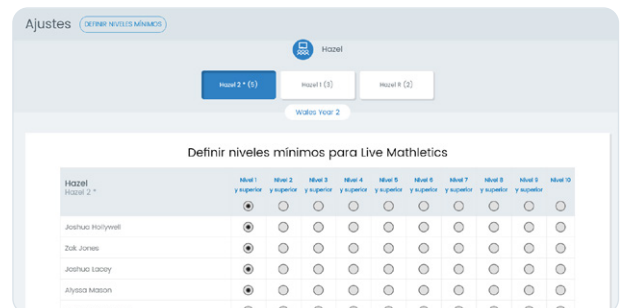 Ajustes DEFINIR NIVELES MÍNIMOS
Hazel
Hazel 2 * (5) Hazel 1 (3) Hazel R (2)
Wales Year 2
Definir niveles mínimos para Live Mathletics
Hazel
Hazel 2 *
Nivel 1 Nivel 2 Nivel 3 Nivel 4 Nivel 5 Nivel 6 Nivel 7 Nivel 8 Nivel 9 Nivel 10
y superior y superior y superior y superior y superior y superior y superior y superior y superior
Joshua Hollywell
Zak Jones
Joshua Lacey
Alyssa Mason